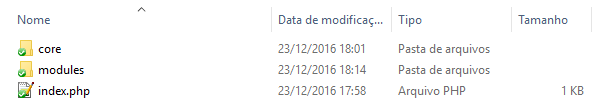 Nome Data de modificaç... Tipo Tamanho
core 23/12/2016 18:01 Pasta de arquivos
modules 23/12/2016 18:14 Pasta de arquivos
index.php 23/12/2016 17:58 Arquivo PHP 1 KB